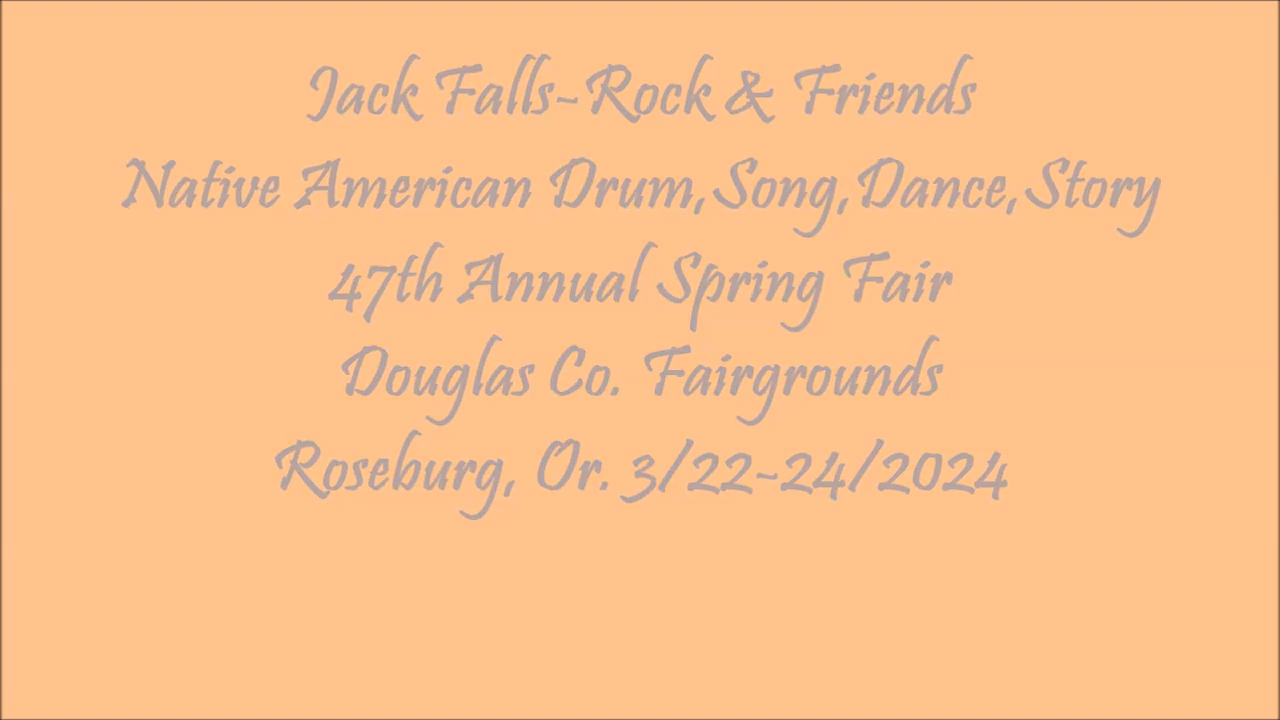 Jack Falls-Rock & Friends
Native American Drum,Song,Dance,Story
47th Annual Spring Fair
Douglas Co. Fairgrounds
Roseburg, Or. 3/22-24/2024